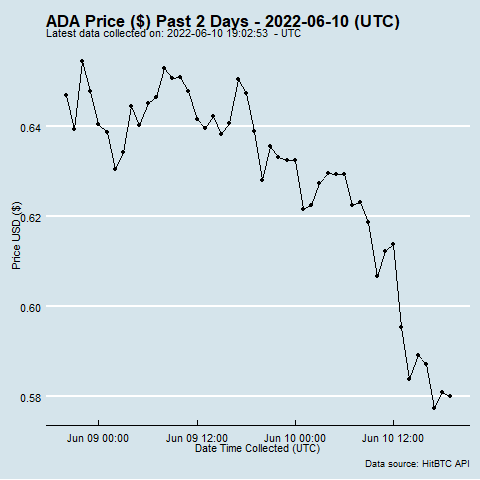 ADA Price ($) Past 2 Days - 2022-06-10 (UTC)
Latest data collected on: 2022-06-10 19:02:53  - UTC
Price USD ($)
0.64
0.62
0.60
0.58
Jun 09 00:00 Jun 09 12:00 Jun 10 00:00 Jun 10 12:00
Date Time Collected (UTC)
Data source: HitBTC API